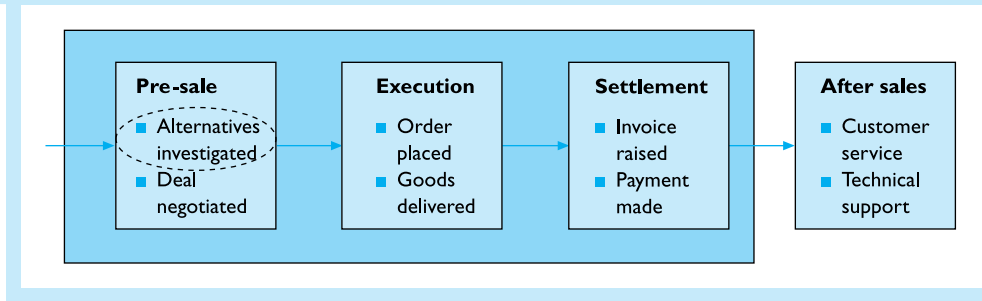 Pre-sale
Alternatives
investigated
Deal
negotiated
Execution
Order
placed
Goods
delivered
Settlement
Invoice
raised
Payment
made
After sales
Customer
service
Technical
support